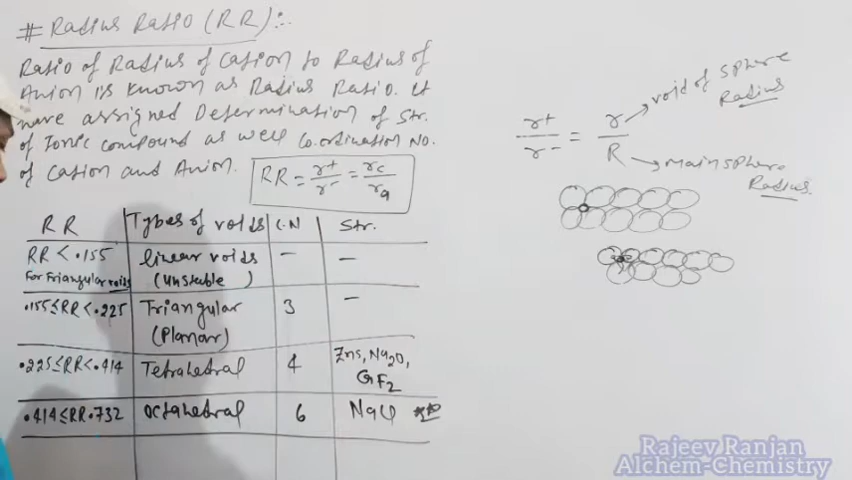 # Radius Ratio (RR):-
Ratio of Radius of Cation to Radius of
Anion is Known as Radius Ratio. It
have assigned Determination of Str.
of Ionic compound as well Co-ordination No.
of Cation and Anion.
RR = r+/r- = rc/ra
RR Types of voids C.N Str.
RR < .155 linear voids - -
For Triangular voids (Unstable )
.155≤RR<.225 Triangular 3 -
(Planar)
.225≤RR<.414 Tetrahedral 4 Zns, Na2O,
CaF2
.414≤RR.732 Octahedral 6 NaCl
r+/r- = r/R
void of sphere
Radius
main sphere
Radius.
Rajeev Ranjan
Alchem-Chemistry